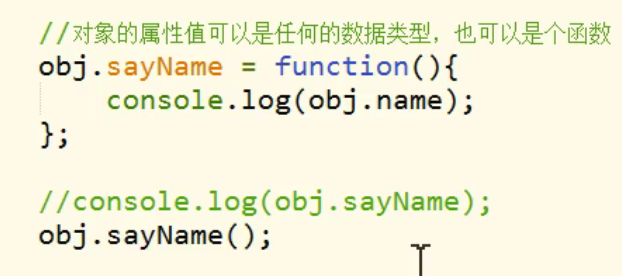 //对象的属性值可以是任何的数据类型，也可以是个函数
obj.sayName = function(){
    console.log(obj.name);
};
//console.log(obj.sayName);
obj.sayName();